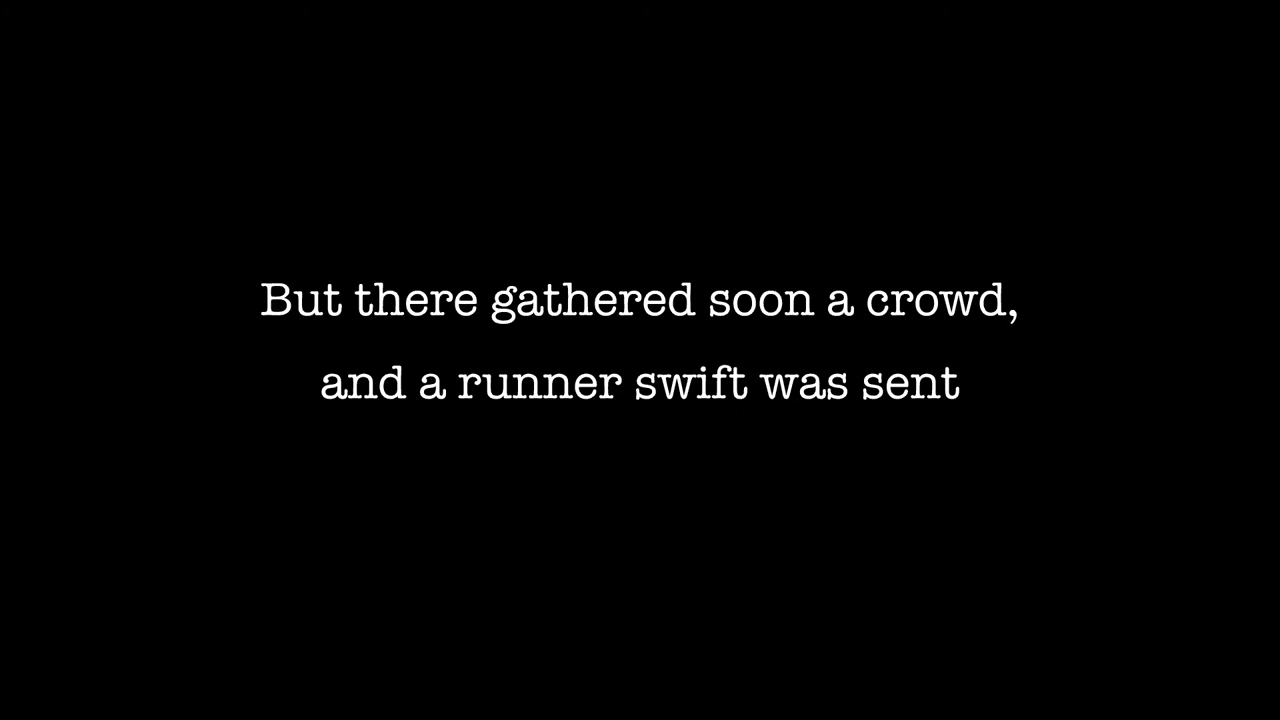 But there gathered soon a crowd,
and a runner swift was sent